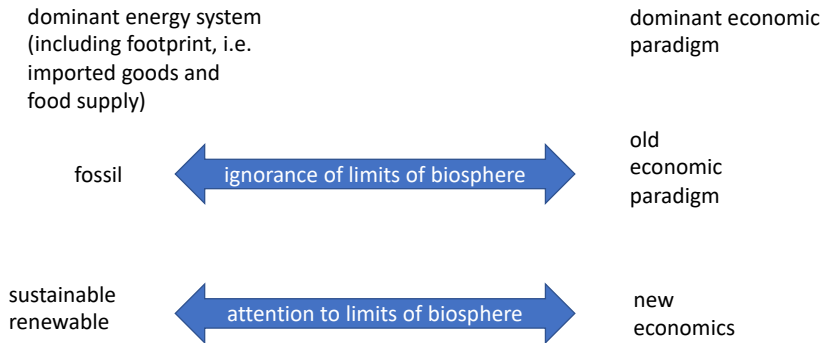 dominant energy system
(including footprint, i.e.
imported goods and
food supply)
dominant economic
paradigm
fossil
ignorance of limits of biosphere
old
economic
paradigm
sustainable
renewable
attention to limits of biosphere
new
economics